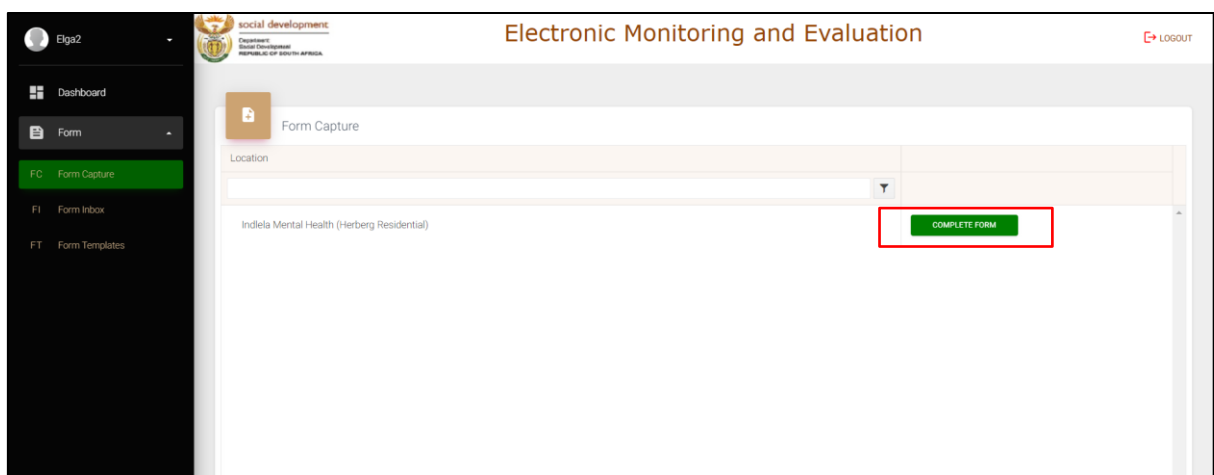 Elga2
social development
Department:
Social Development
REPUBLIC OF SOUTH AFRICA
Electronic Monitoring and Evaluation
LOGOUT
Dashboard
Form
FC Form Capture
FI Form Inbox
FT Form Templates
Form Capture
Location
Indlela Mental Health (Herberg Residential)
COMPLETE FORM